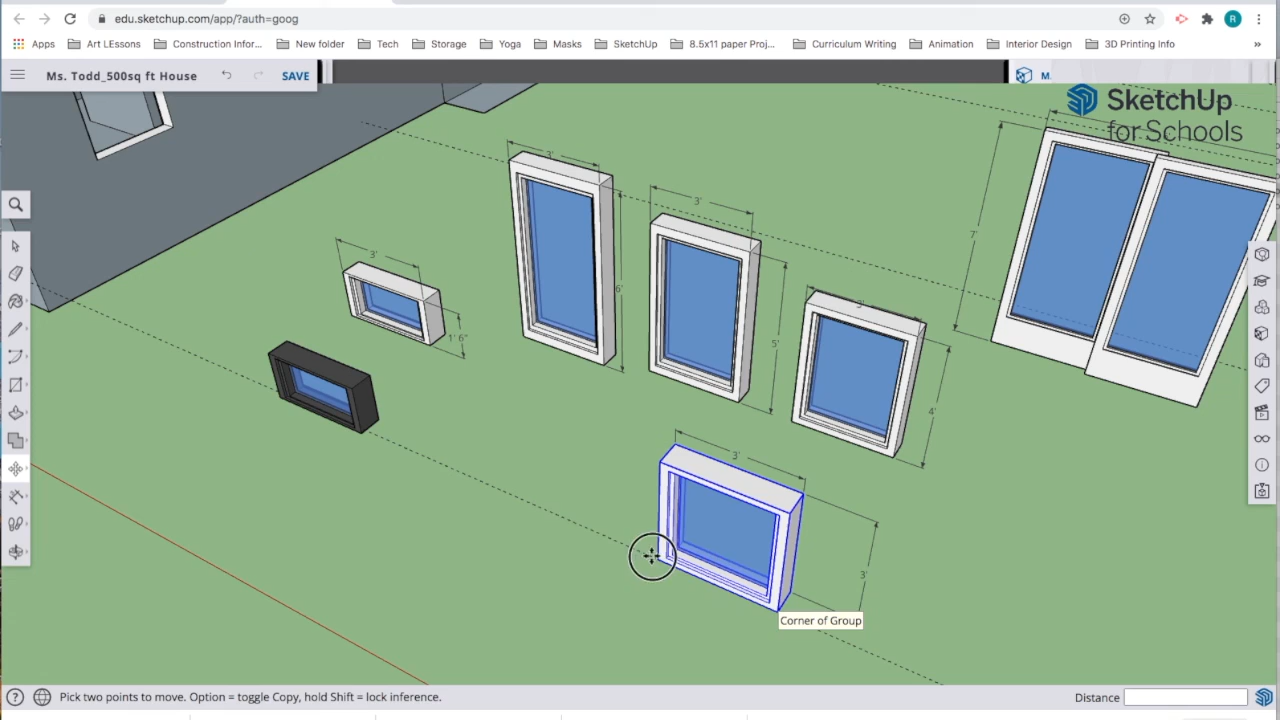 edu.sketchup.com/app/?auth=goog
R
Apps Art LEssons Construction Infor... New folder Tech Storage Yoga Masks SketchUp 8.5x11 paper Proj... Curriculum Writing Animation Interior Design 3D Printing Info »
Ms. Todd_500sq ft House SAVE
M.
SketchUp
for Schools
3'
3'
7'
3'
6'
3'
1' 6"
5'
4'
3'
3'
Corner of Group
Pick two points to move. Option = toggle Copy, hold Shift = lock inference.
Distance